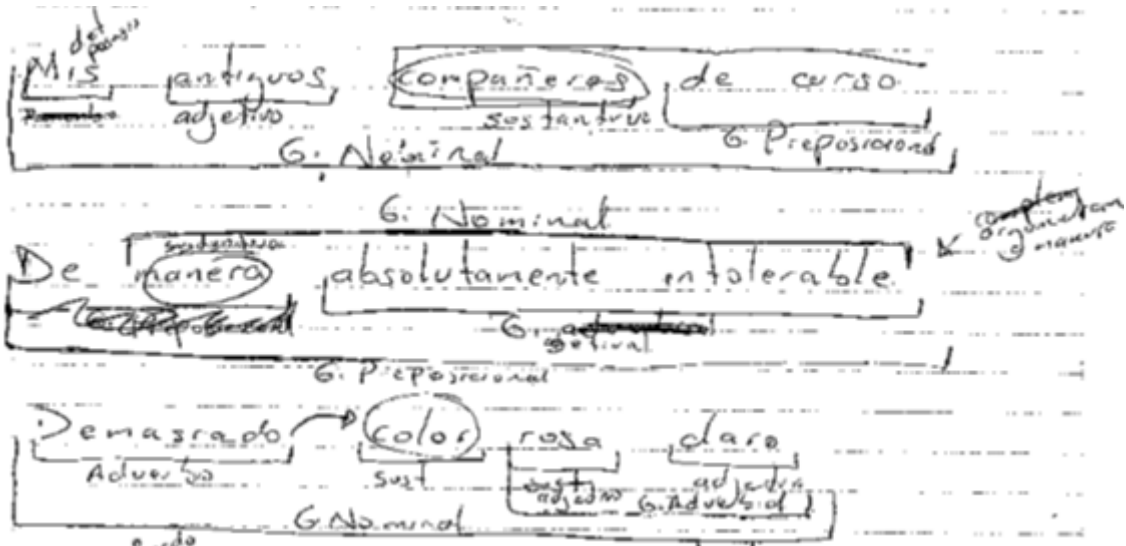 det posesivo
Mis antiguos compañeros de curso
adjetivo sustantivo G. Preposicional
G. Nominal
G. Nominal
sustantivo
De manera absolutamente intolerable
G. adjetival
G. Preposicional
Demasiado color rosa claro
Adverbio sust adjetivo adjetivo
G. Adverbial
G. Nominal